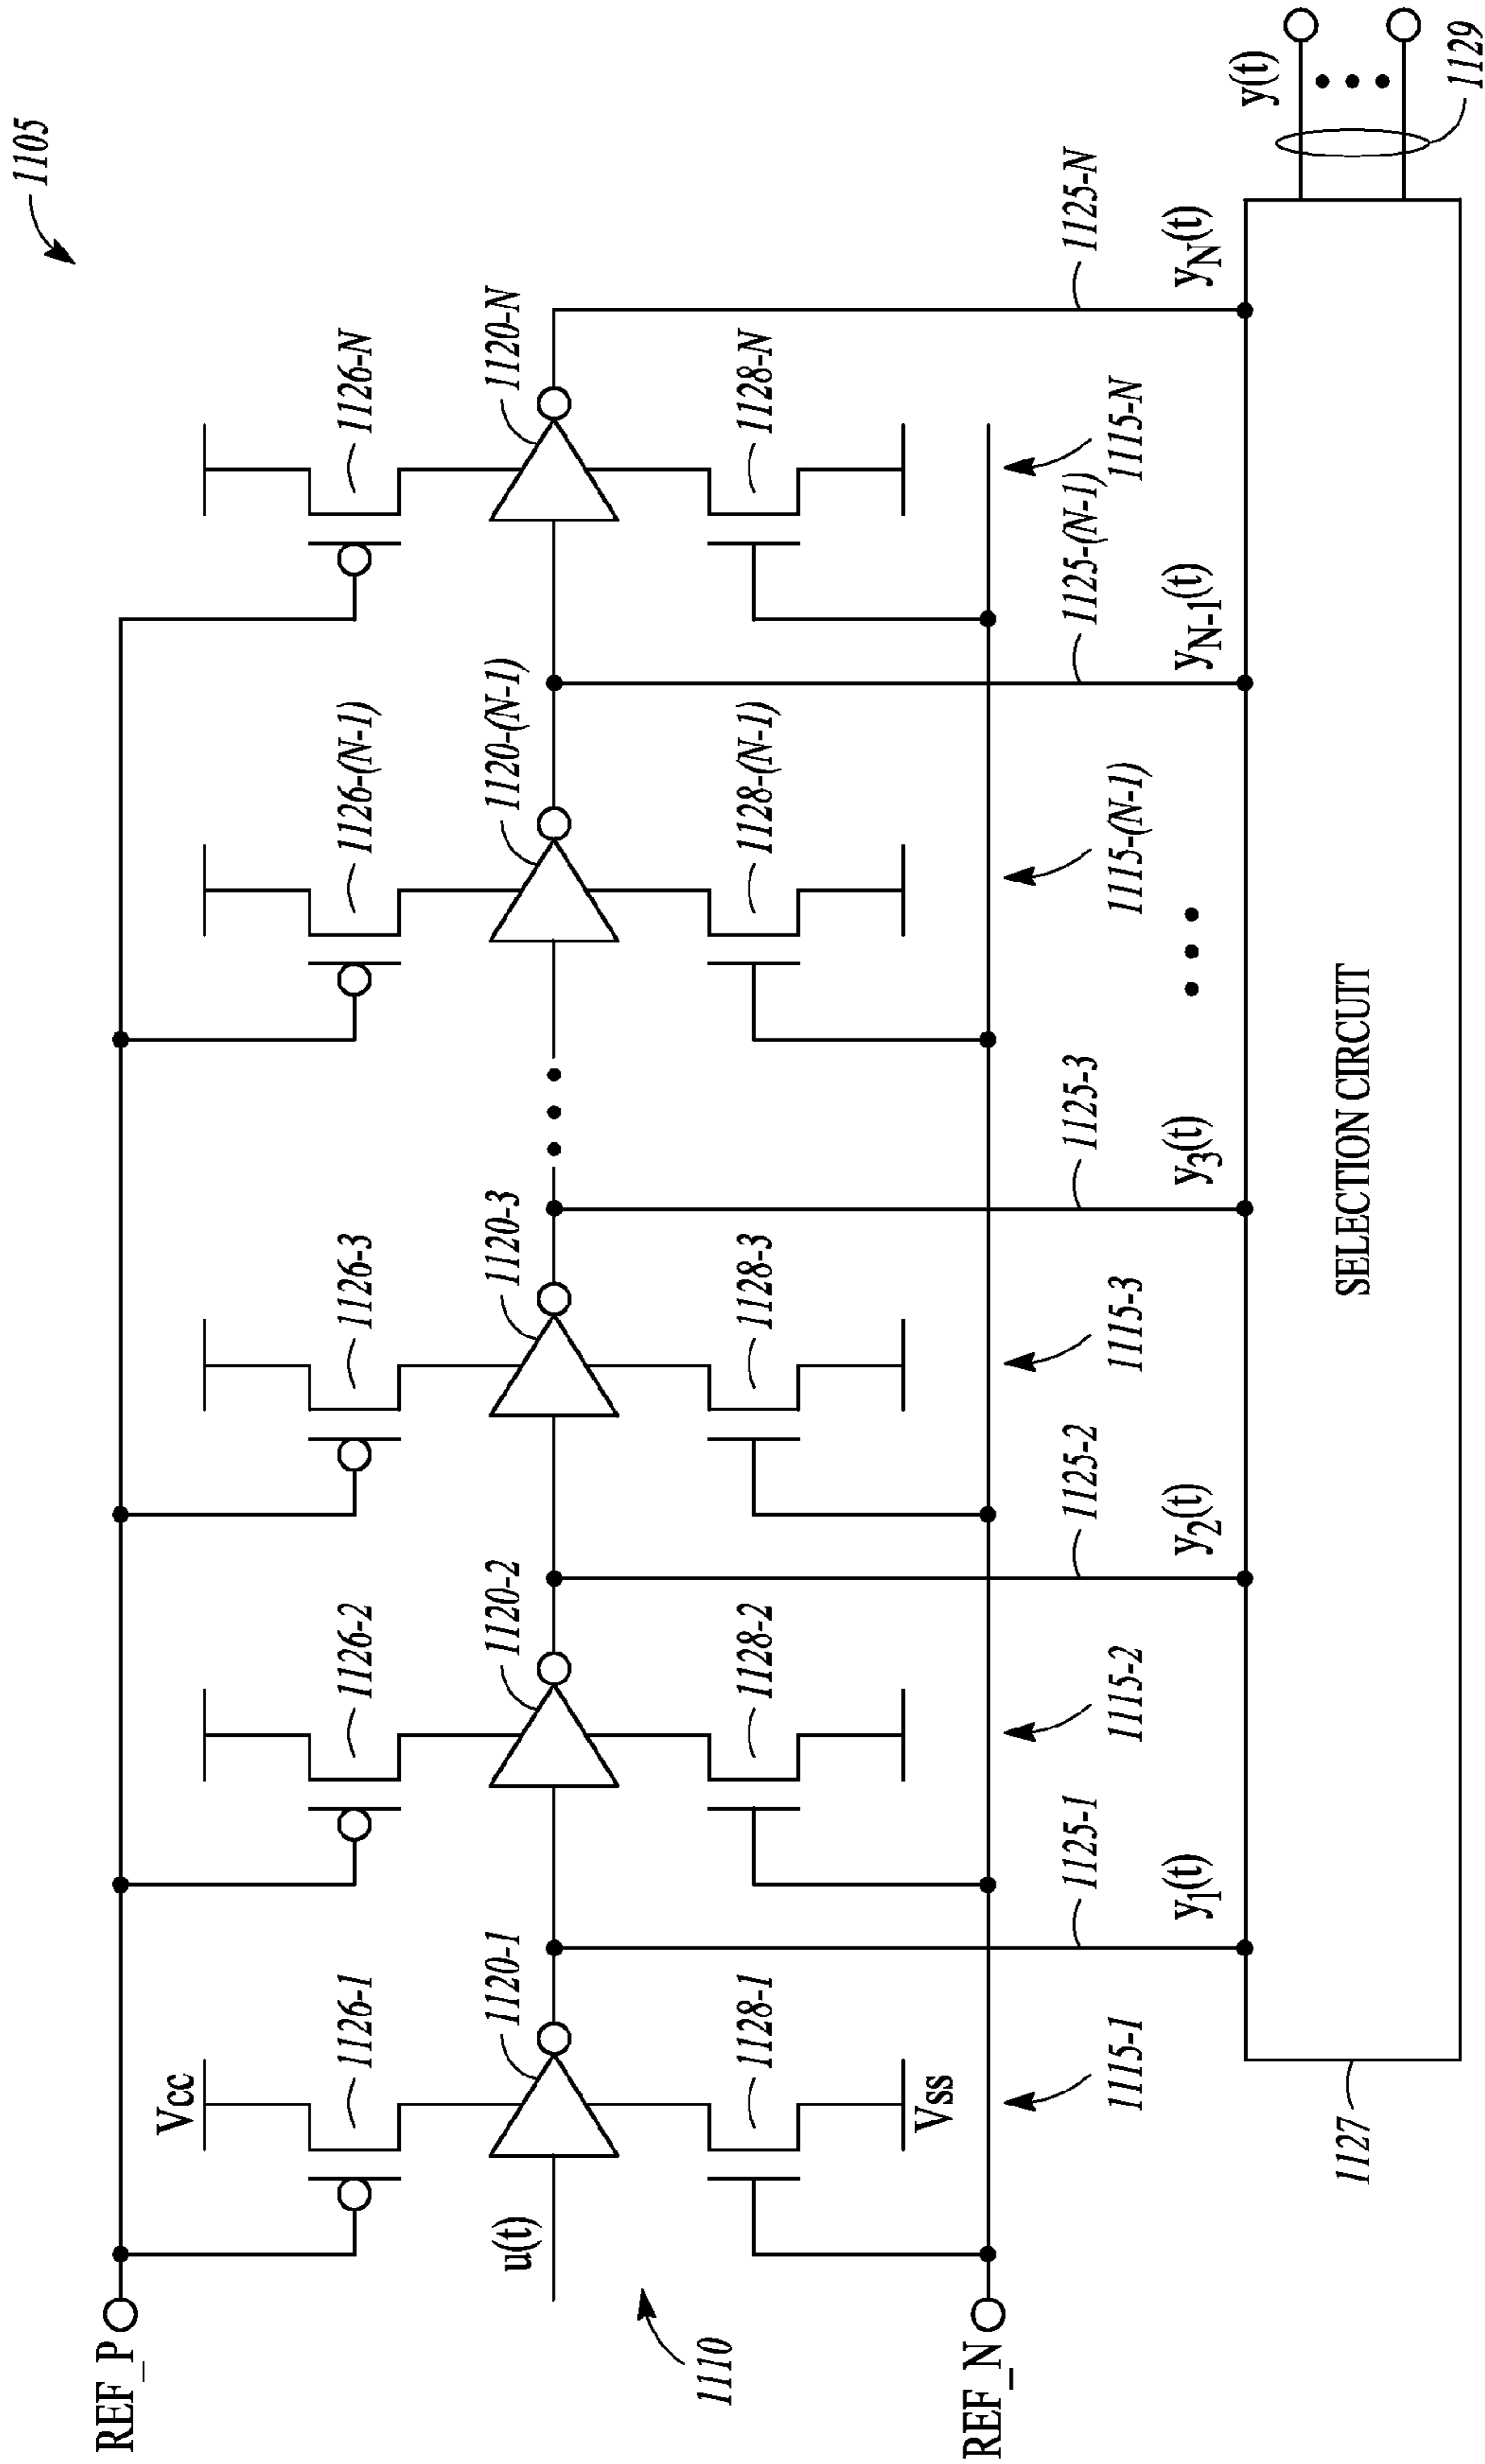 1105
REF_P
Vcc
1126-1
1126-2
1126-3
1126-(N-1)
1126-N
u(t)
1120-1
1120-2
1120-3
1120-(N-1)
1120-N
1110
1128-1
1128-2
1128-3
1128-(N-1)
1128-N
Vss
REF_N
1125-1
1125-2
1125-3
1125-(N-1)
1125-N
1115-1
1115-2
1115-3
1115-(N-1)
1115-N
y1(t)
y2(t)
y3(t)
yN-1(t)
yN(t)
y(t)
SELECTION CIRCUIT
1127
1129